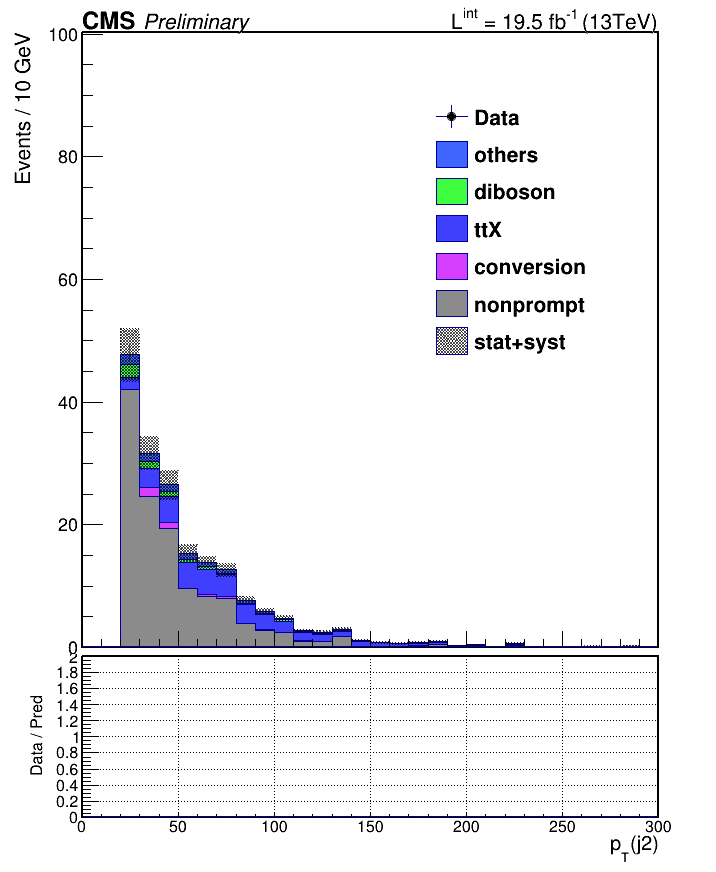 CMS Preliminary
L^int = 19.5 fb^-1 (13TeV)
Events / 10 GeV
100
80
60
40
20
0
Data
others
diboson
ttX
conversion
nonprompt
stat+syst
Data / Pred
2
1.8
1.6
1.4
1.2
1
0.8
0.6
0.4
0.2
0
0 50 100 150 200 250 300
p_T(j2)